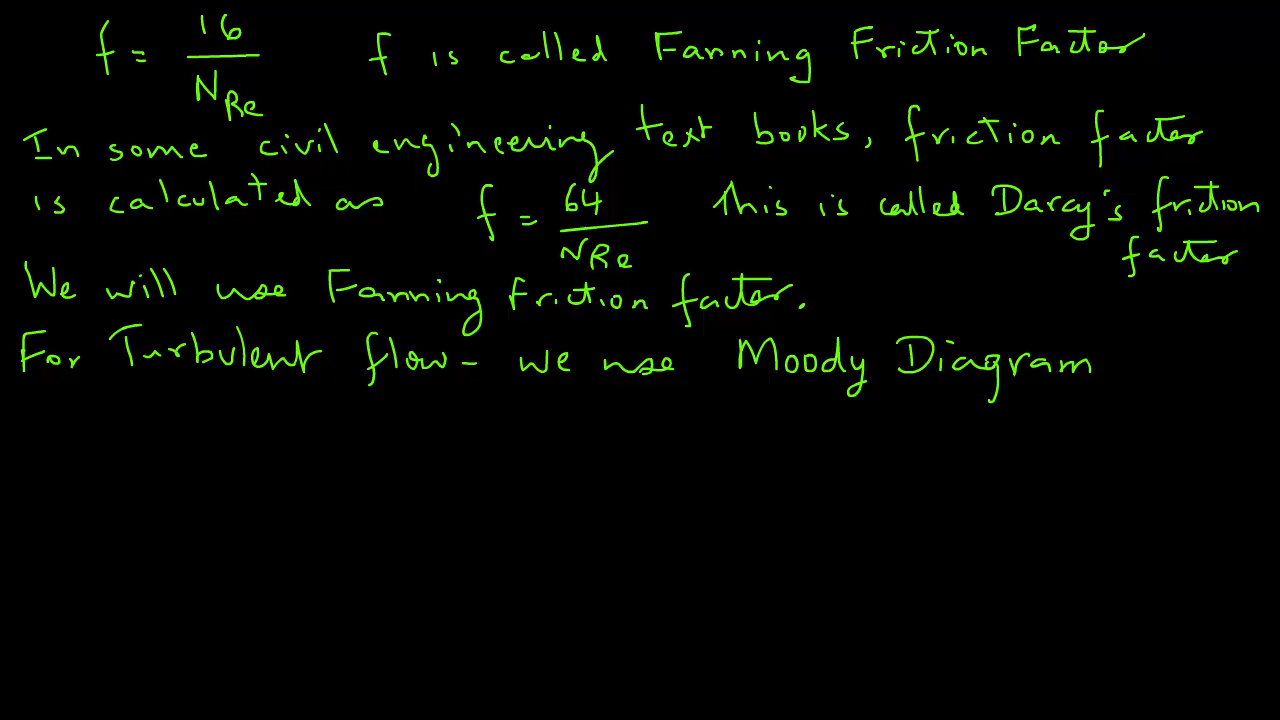 f = 16 / N_Re f is called Fanning Friction Factor
In some civil engineering text books, friction factor
is calculated as f = 64 / N_Re This is called Darcy's friction
factor
We will use Fanning Friction factor.
For Turbulent flow - we use Moody Diagram